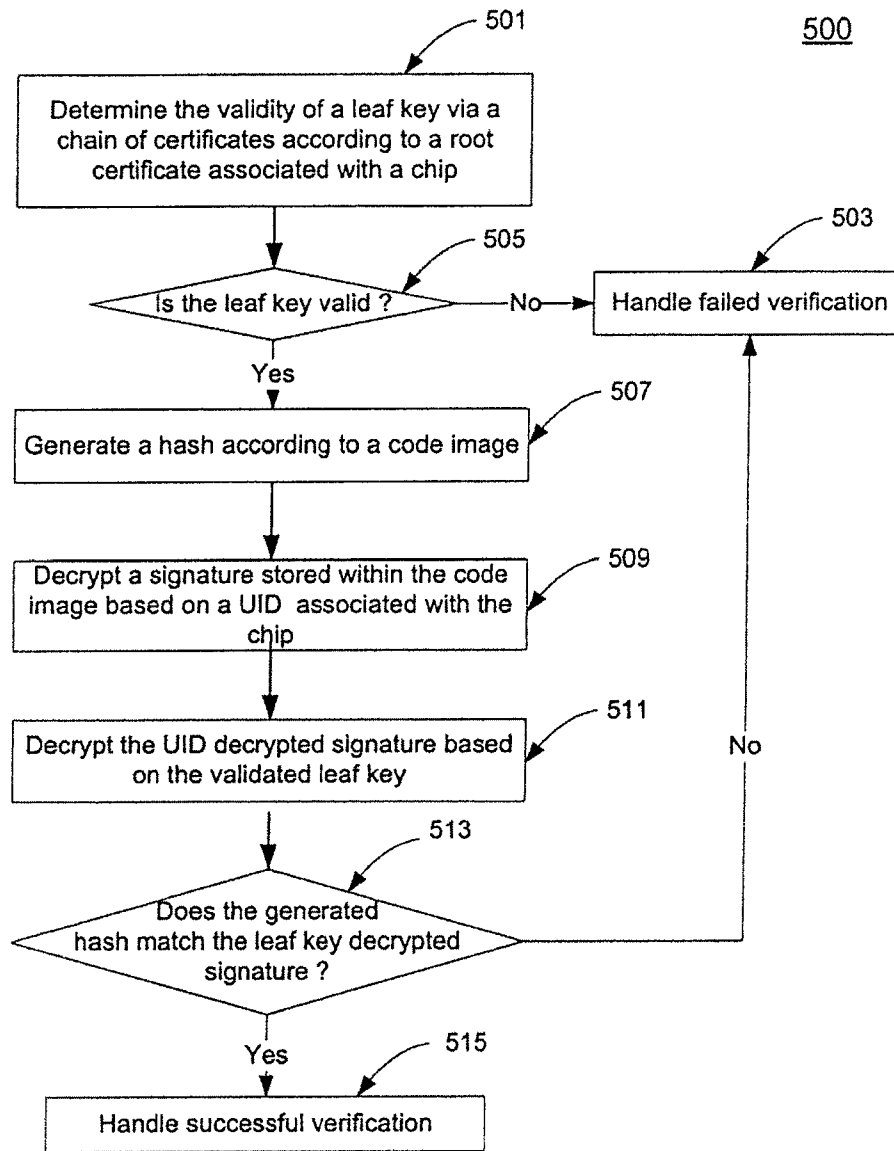 500
501
Determine the validity of a leaf key via a
chain of certificates according to a root
certificate associated with a chip
505
Is the leaf key valid ?
No
503
Handle failed verification
Yes
507
Generate a hash according to a code image
509
Decrypt a signature stored within the code
image based on a UID associated with the
chip
511
Decrypt the UID decrypted signature based
on the validated leaf key
No
513
Does the generated
hash match the leaf key decrypted
signature ?
Yes
515
Handle successful verification